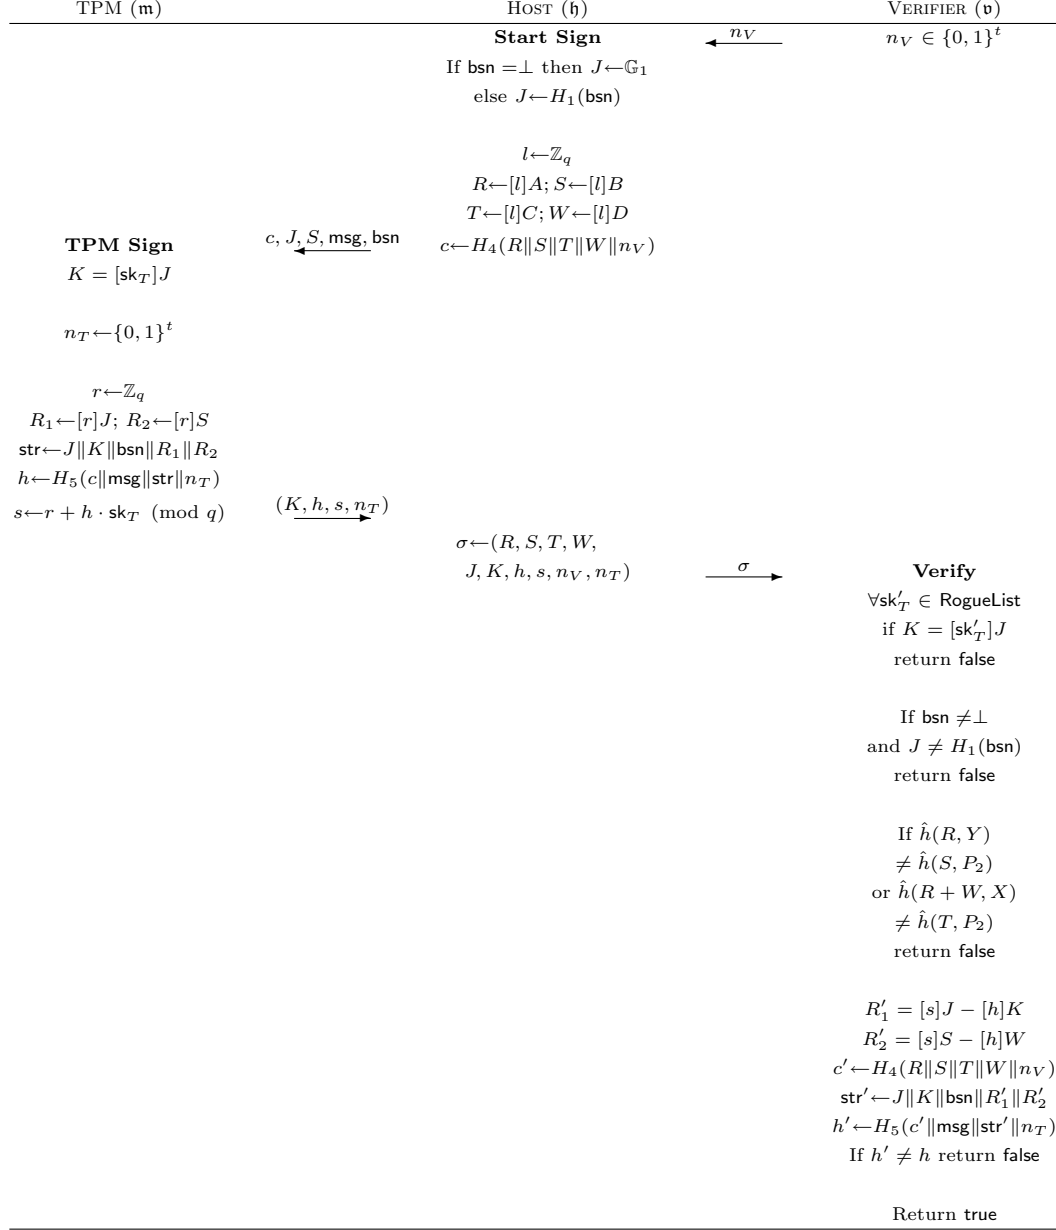 TPM (𝔪) HOST (𝔥) VERIFIER (𝔳)
Start Sign n_V n_V ∈ {0, 1}^t
If bsn =⊥ then J←𝔾_1
else J←H_1(bsn)
l←ℤ_q
R←[l]A; S←[l]B
T←[l]C; W←[l]D
TPM Sign c, J, S, msg, bsn c←H_4(R‖S‖T‖W‖n_V)
K = [sk_T]J
n_T←{0, 1}^t
r←ℤ_q
R_1←[r]J; R_2←[r]S
str←J‖K‖bsn‖R_1‖R_2
h←H_5(c‖msg‖str‖n_T)
s←r + h · sk_T (mod q) (K, h, s, n_T)
σ←(R, S, T, W,
J, K, h, s, n_V, n_T) σ Verify
∀sk′_T ∈ RogueList
if K = [sk′_T]J
return false
If bsn ≠⊥
and J ≠ H_1(bsn)
return false
If ĥ(R, Y)
≠ ĥ(S, P_2)
or ĥ(R + W, X)
≠ ĥ(T, P_2)
return false
R′_1 = [s]J − [h]K
R′_2 = [s]S − [h]W
c′←H_4(R‖S‖T‖W‖n_V)
str′←J‖K‖bsn‖R′_1‖R′_2
h′←H_5(c′‖msg‖str′‖n_T)
If h′ ≠ h return false
Return true